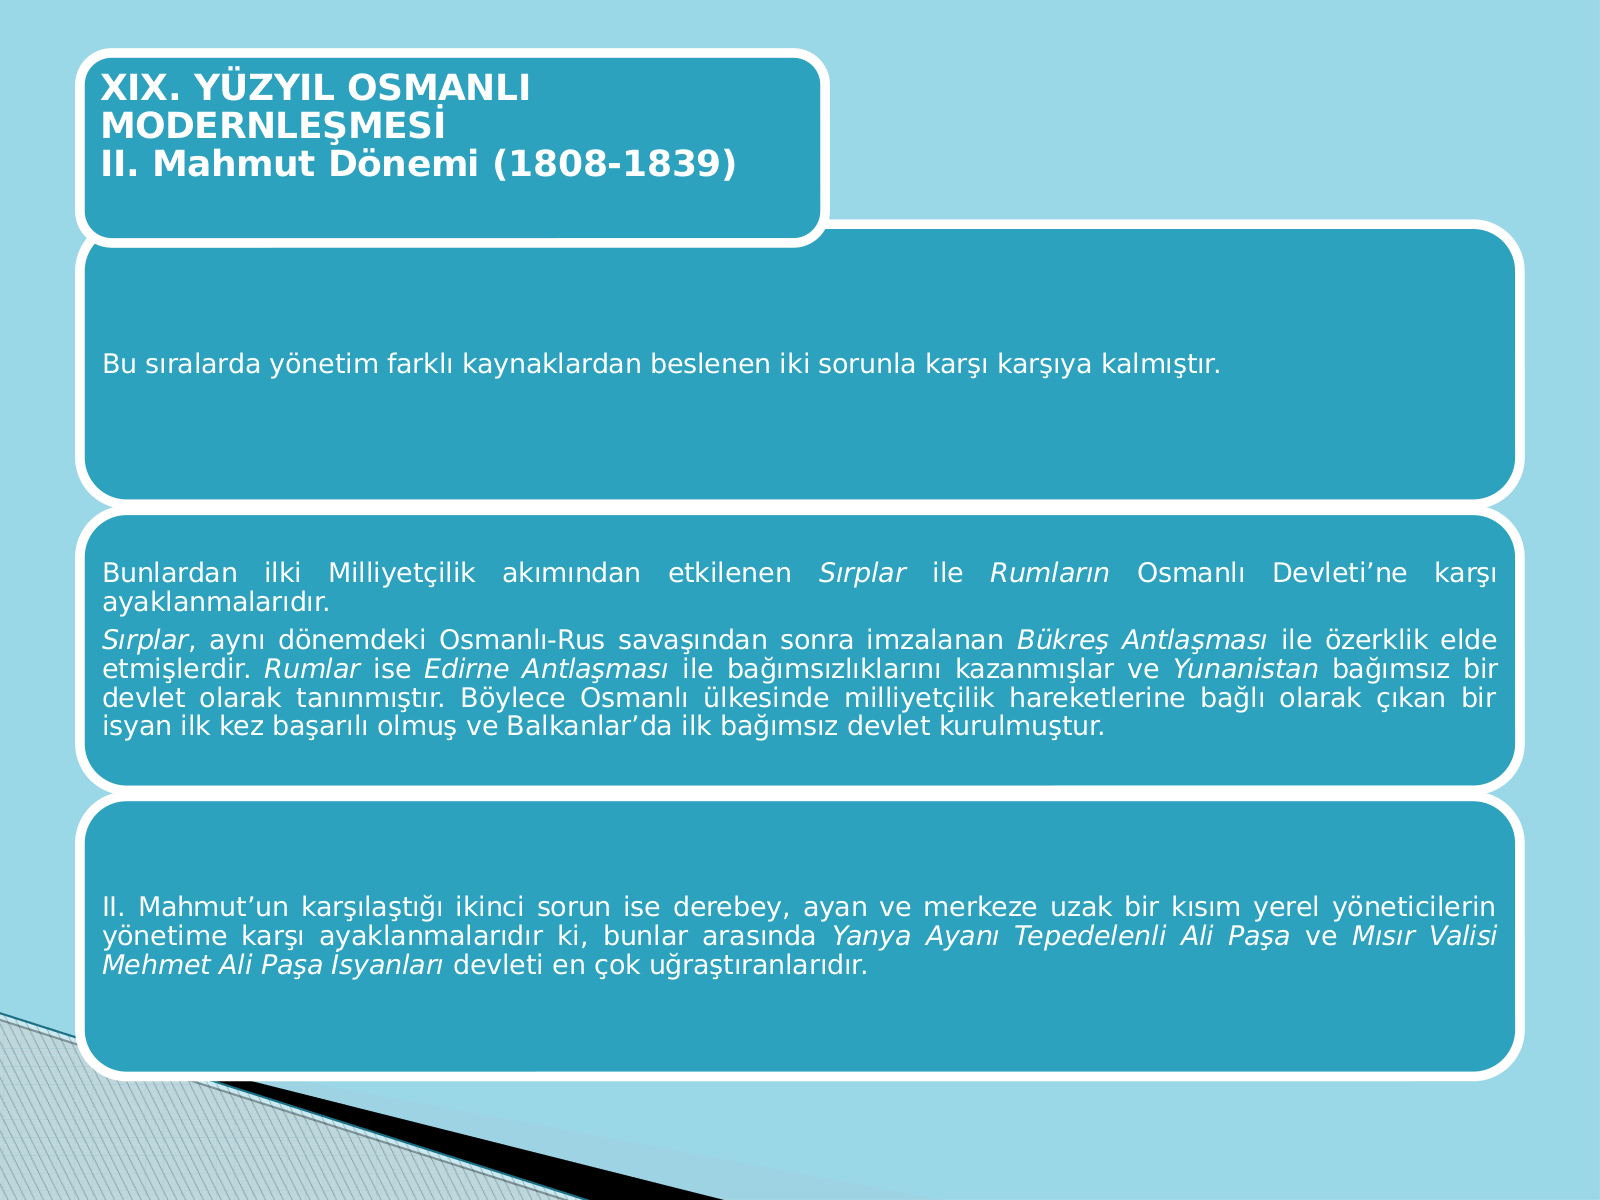 XIX. YÜZYIL OSMANLI
MODERNLEŞMESİ
II. Mahmut Dönemi (1808-1839)
Bu sıralarda yönetim farklı kaynaklardan beslenen iki sorunla karşı karşıya kalmıştır.
Bunlardan ilki Milliyetçilik akımından etkilenen Sırplar ile Rumların Osmanlı Devleti’ne karşı
ayaklanmalarıdır.
Sırplar, aynı dönemdeki Osmanlı-Rus savaşından sonra imzalanan Bükreş Antlaşması ile özerklik elde
etmişlerdir. Rumlar ise Edirne Antlaşması ile bağımsızlıklarını kazanmışlar ve Yunanistan bağımsız bir
devlet olarak tanınmıştır. Böylece Osmanlı ülkesinde milliyetçilik hareketlerine bağlı olarak çıkan bir
isyan ilk kez başarılı olmuş ve Balkanlar’da ilk bağımsız devlet kurulmuştur.
II. Mahmut’un karşılaştığı ikinci sorun ise derebey, ayan ve merkeze uzak bir kısım yerel yöneticilerin
yönetime karşı ayaklanmalarıdır ki, bunlar arasında Yanya Ayanı Tepedelenli Ali Paşa ve Mısır Valisi
Mehmet Ali Paşa İsyanları devleti en çok uğraştıranlarıdır.